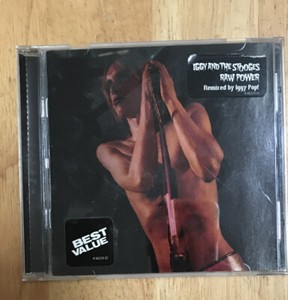 IGGY AND THE STOOGES
RAW POWER
Remixed by Iggy Pop!
BEST
VALUE